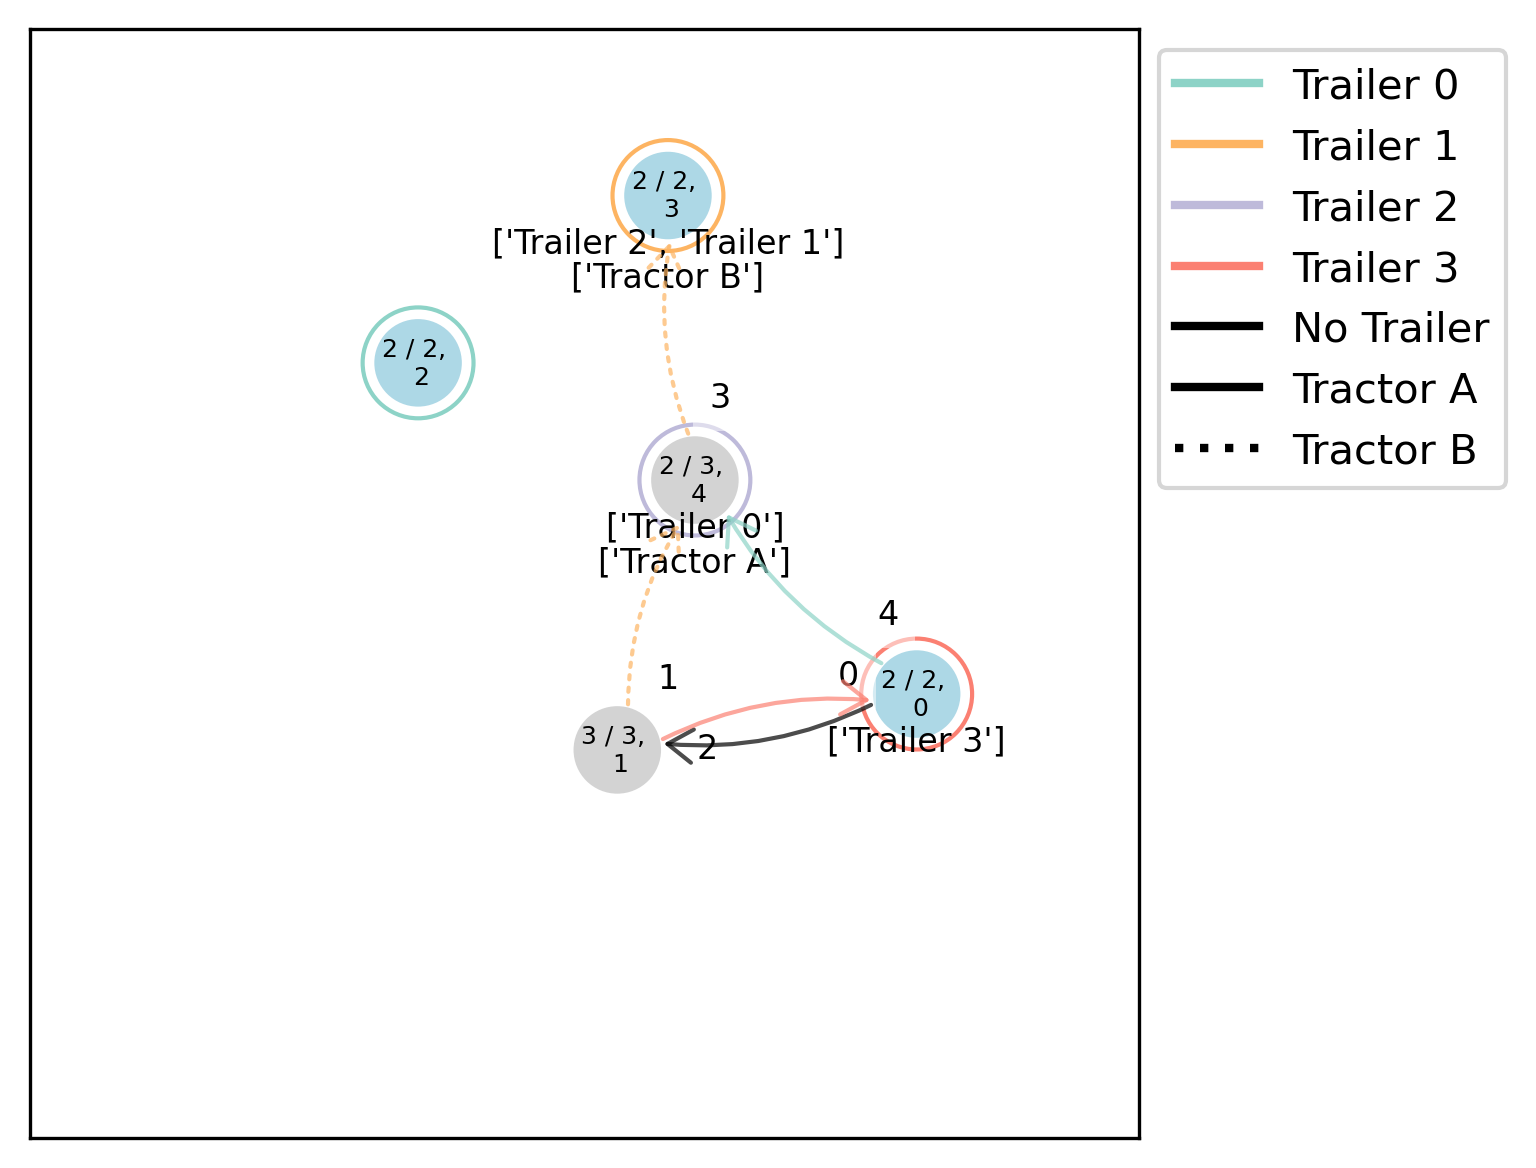 2 / 2,
3
['Trailer 2', 'Trailer 1']
['Tractor B']
2 / 2,
2
3
2 / 3,
4
['Trailer 0']
['Tractor A']
4
1
0
2 / 2,
0
['Trailer 3']
3 / 3,
1
2
Trailer 0
Trailer 1
Trailer 2
Trailer 3
No Trailer
Tractor A
Tractor B